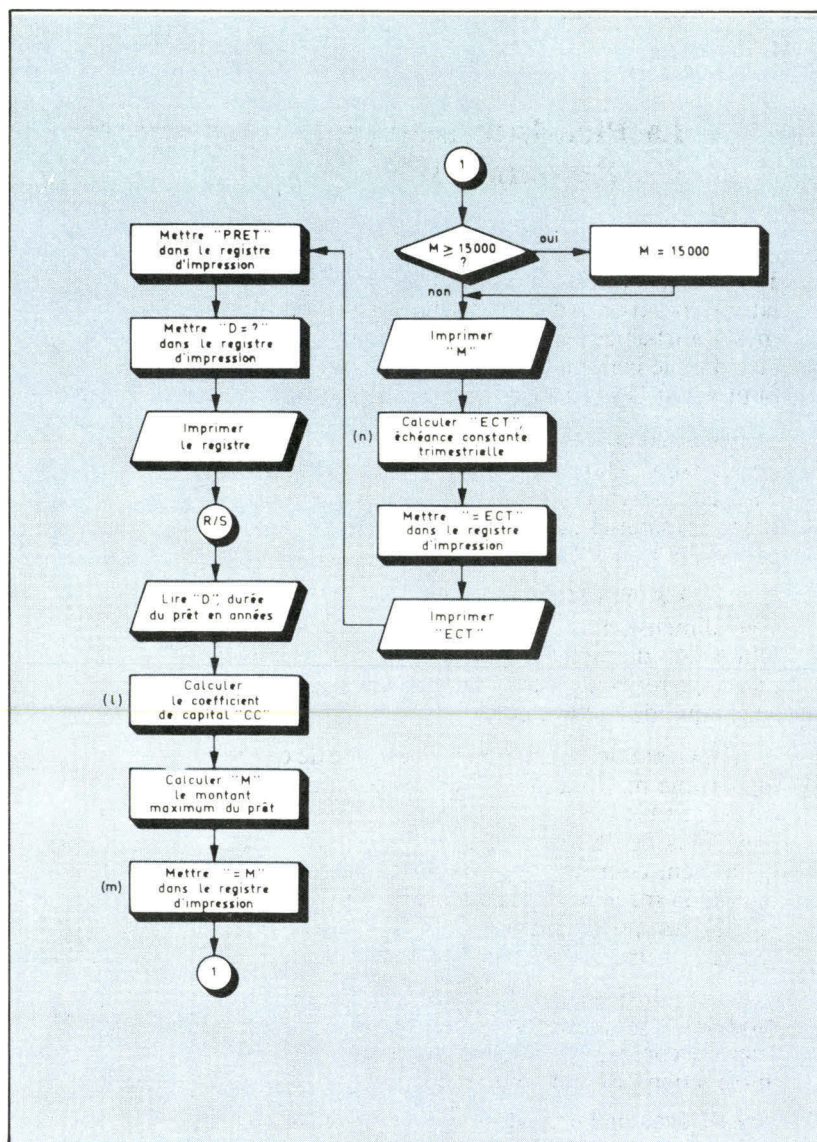 Mettre "PRET"
dans le registre
d'impression
Mettre "D = ?"
dans le registre
d'impression
Imprimer
le registre
R/S
Lire "D", durée
du prêt en années
(l)
Calculer
le coefficient
de capital "CC"
Calculer "M"
le montant
maximum du prêt
(m)
Mettre "= M"
dans le registre
d'impression
1
1
M ≥ 15000
?
oui
M = 15000
non
Imprimer
"M"
(n)
Calculer "ECT",
échéance constante
trimestrielle
Mettre "= ECT"
dans le registre
d'impression
Imprimer
"ECT"